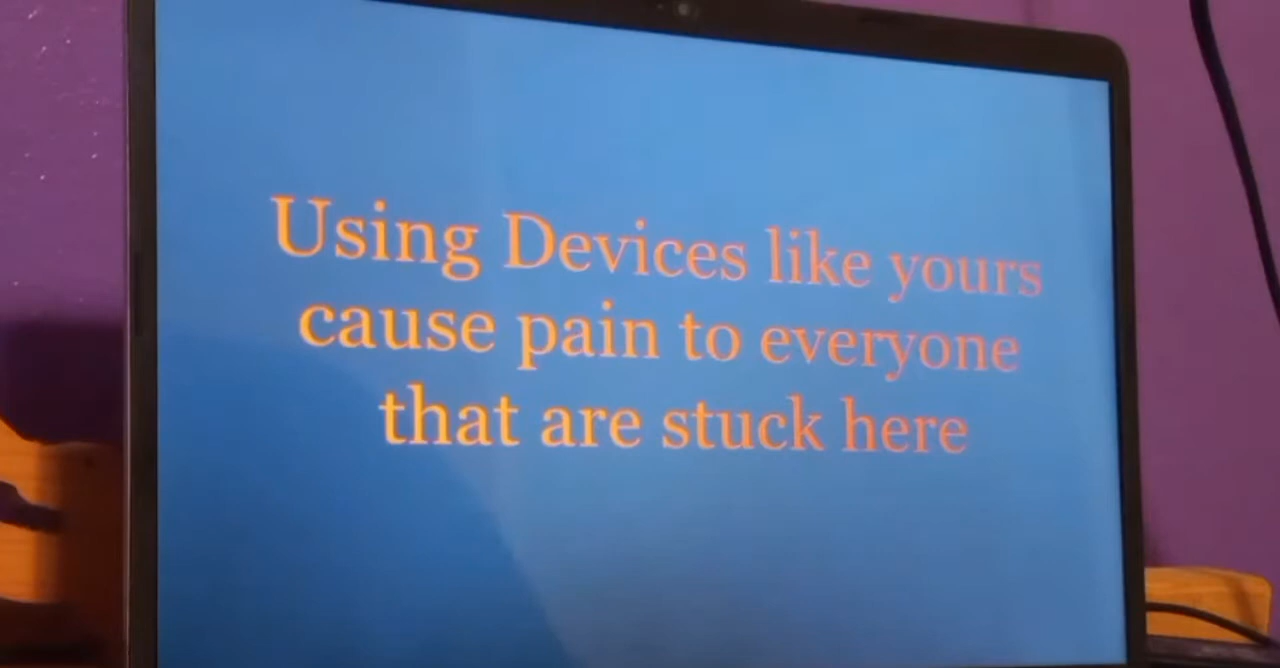 Using Devices like yours
cause pain to everyone
that are stuck here